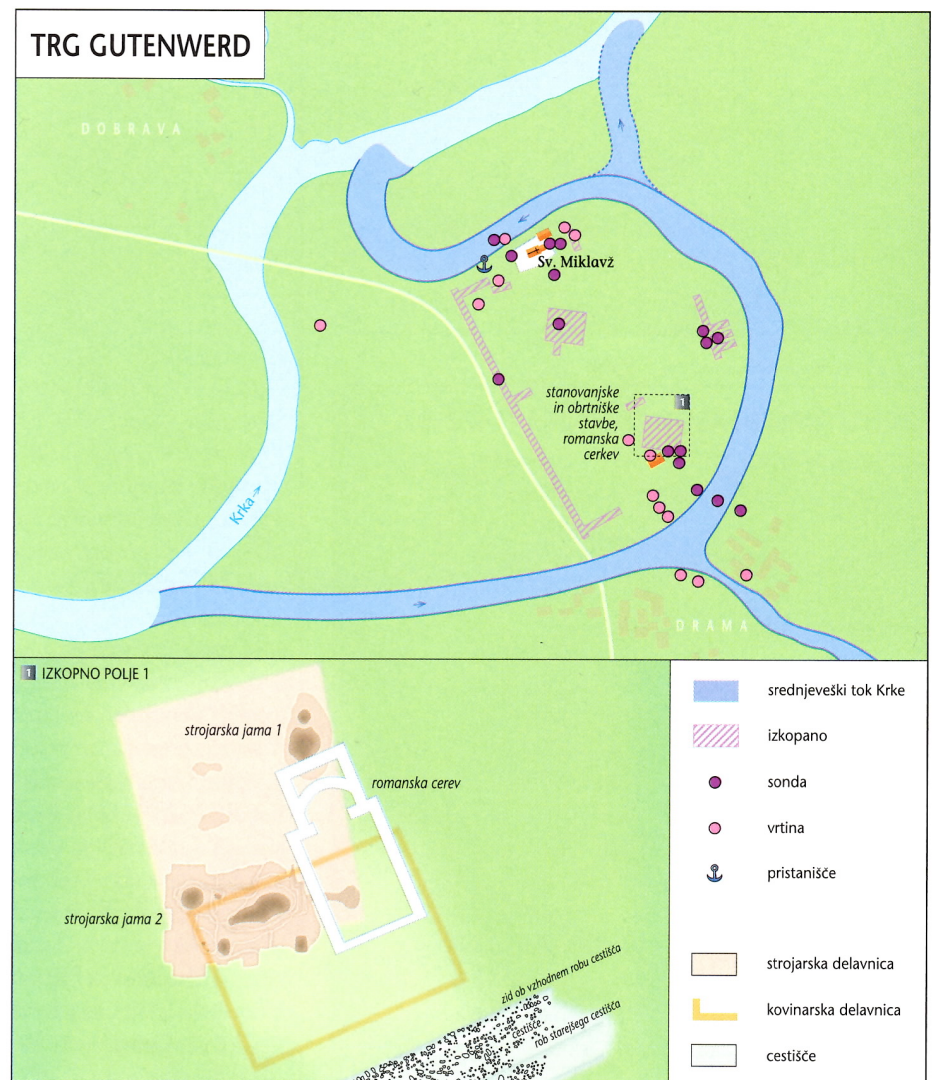 TRG GUTENWERD
DOBRAVA
Sv. Miklavž
stanovanjske
in obrtniške
stavbe,
romanska
cerkev
1
Krka
DRAMA
1 IZKOPNO POLJE 1
strojarska jama 1
romanska cerev
strojarska jama 2
zid ob vzhodnem robu cestišča
cestišče
rob starejšega cestišča
srednjeveški tok Krke
izkopano
sonda
vrtina
pristanišče
strojarska delavnica
kovinarska delavnica
cestišče